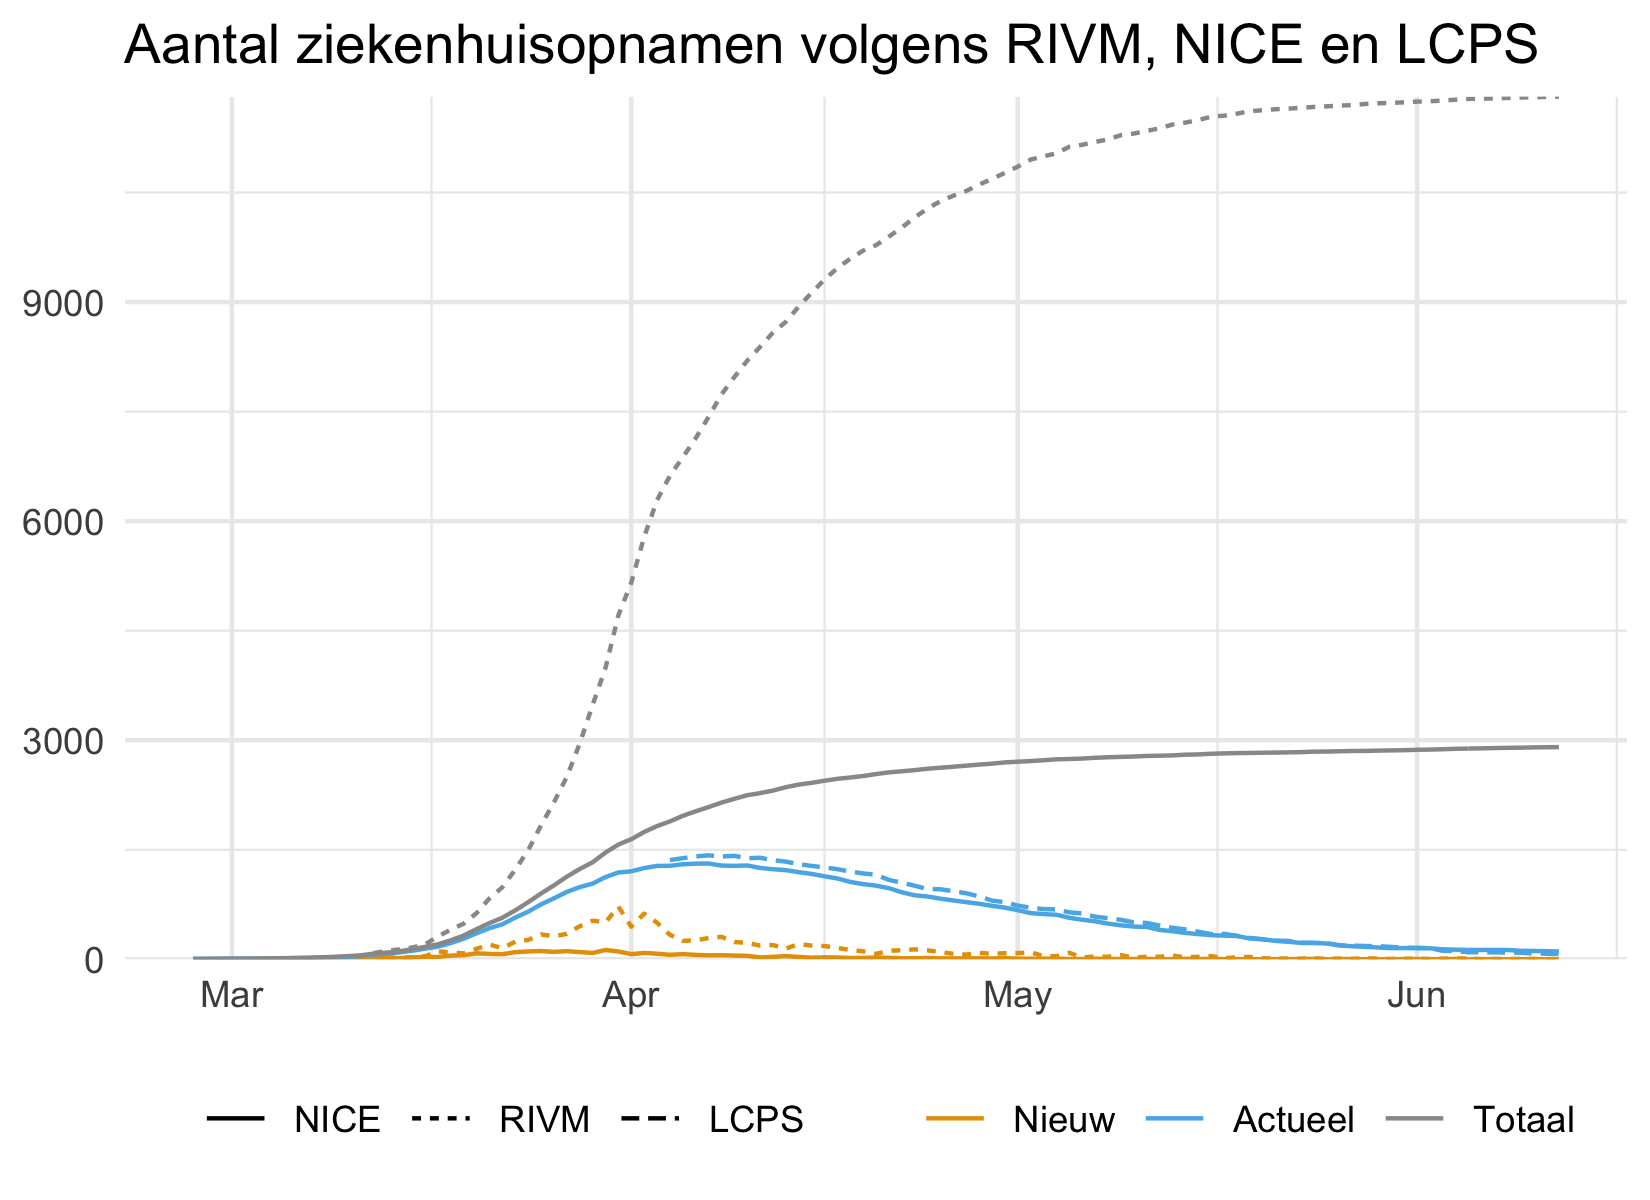 Aantal ziekenhuisopnamen volgens RIVM, NICE en LCPS
9000
6000
3000
0
Mar Apr May Jun
NICE RIVM LCPS Nieuw Actueel Totaal